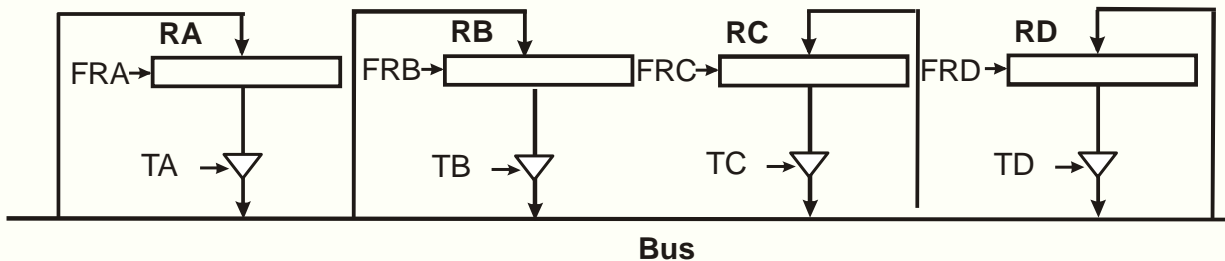 RA RB RC RD
FRA FRB FRC FRD
TA TB TC TD
Bus